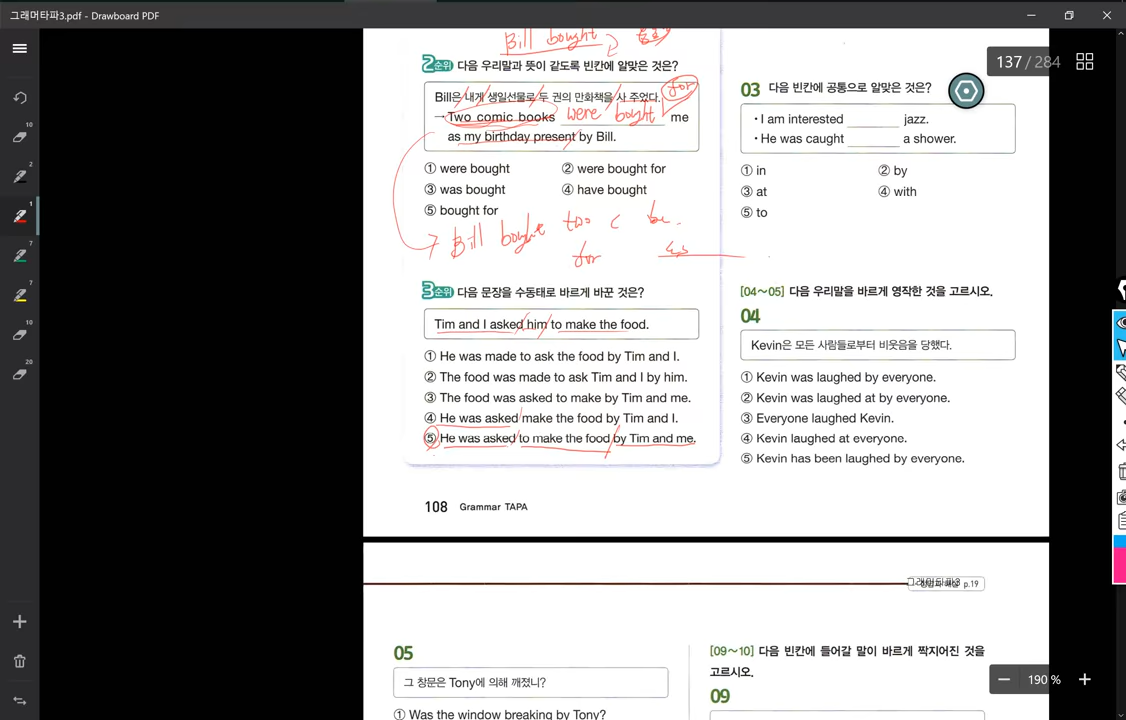 그래머타파3.pdf - Drawboard PDF
137 / 284
Bill bought
2순위 다음 우리말과 뜻이 같도록 빈칸에 알맞은 것은?
for
Bill은 내게 생일선물로 두 권의 만화책을 사 주었다.
→ Two comic books were bought me
as my birthday present by Bill.
① were bought ② were bought for
③ was bought ④ have bought
⑤ bought for
Bill bought two c
for
3순위 다음 문장을 수동태로 바르게 바꾼 것은?
Tim and I asked him to make the food.
① He was made to ask the food by Tim and I.
② The food was made to ask Tim and I by him.
③ The food was asked to make by Tim and me.
④ He was asked make the food by Tim and I.
⑤ He was asked to make the food by Tim and me.
108 Grammar TAPA
03 다음 빈칸에 공통으로 알맞은 것은?
• I am interested ______ jazz.
• He was caught ______ a shower.
① in ② by
③ at ④ with
⑤ to
[04~05] 다음 우리말을 바르게 영작한 것을 고르시오.
04
Kevin은 모든 사람들로부터 비웃음을 당했다.
① Kevin was laughed by everyone.
② Kevin was laughed at by everyone.
③ Everyone laughed Kevin.
④ Kevin laughed at everyone.
⑤ Kevin has been laughed by everyone.
그래머타파3
p.19
05
그 창문은 Tony에 의해 깨졌니?
① Was the window breaking by Tony?
[09~10] 다음 빈칸에 들어갈 말이 바르게 짝지어진 것을
고르시오.
09
190 %
10
2
1
7
7
10
20